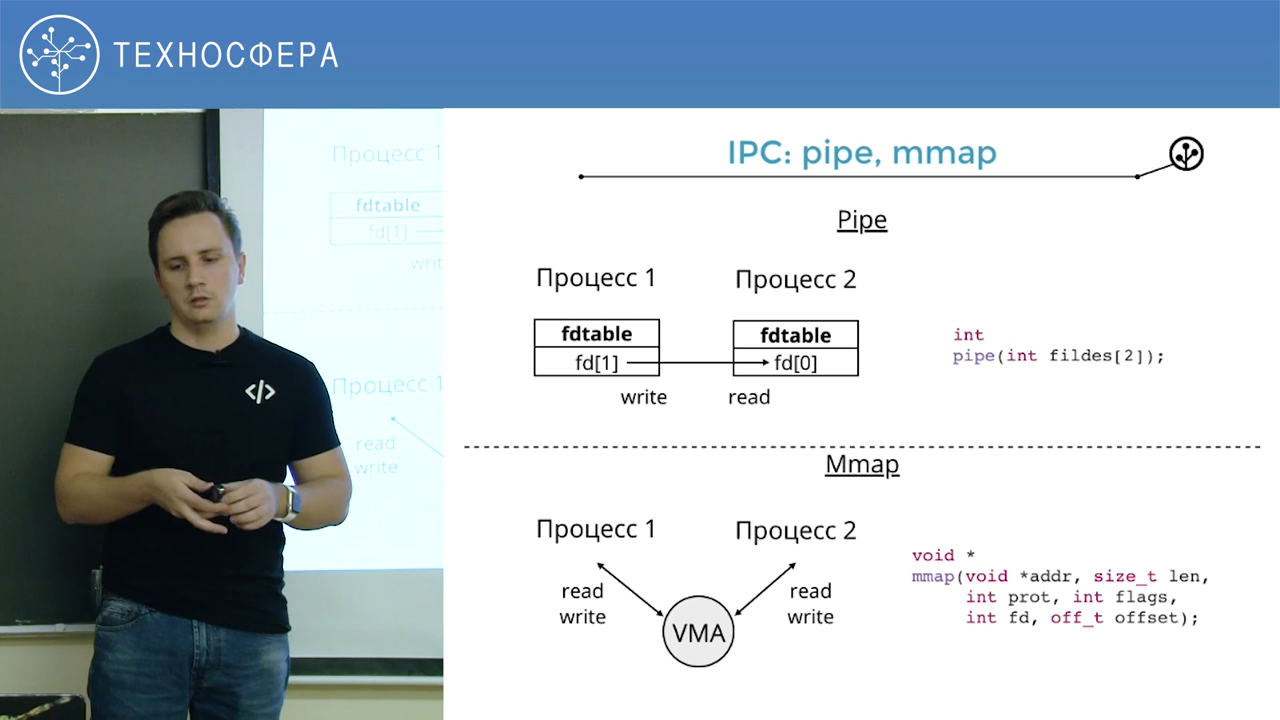 ТЕХНОСФЕРА
Процесс 1
fdtable
fd[1]
writ
Процесс 1
read
write
</>
IPC: pipe, mmap
Pipe
Процесс 1 Процесс 2
fdtable fdtable
fd[1] fd[0]
write read
int
pipe(int fildes[2]);
Mmap
Процесс 1 Процесс 2
read read
write write
VMA
void *
mmap(void *addr, size_t len,
int prot, int flags,
int fd, off_t offset);